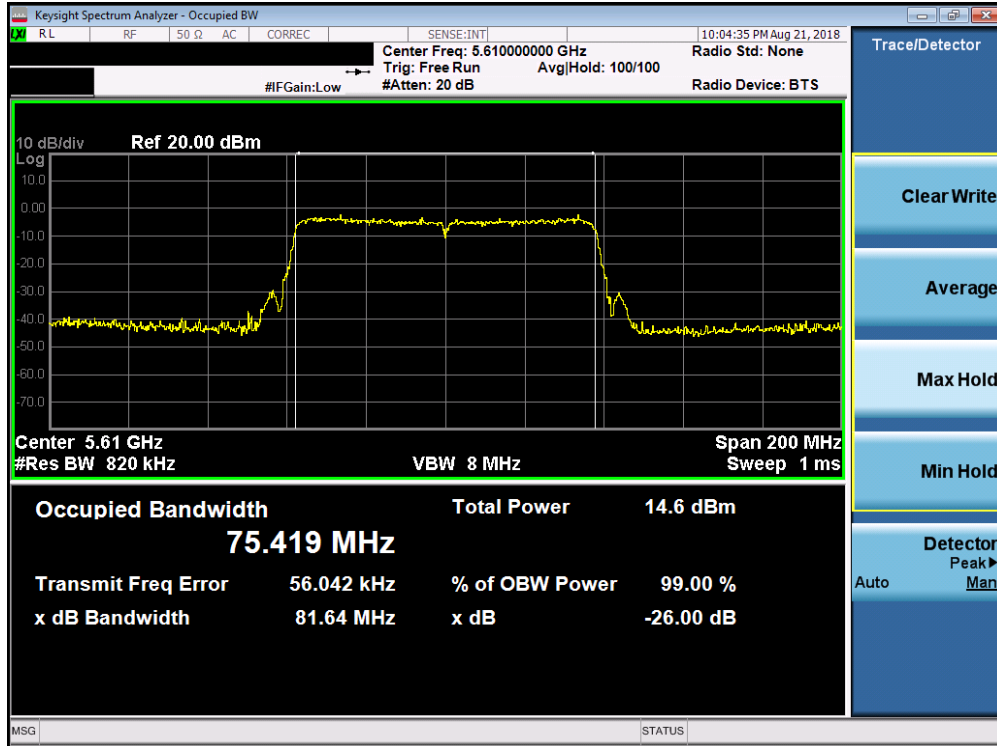 Keysight Spectrum Analyzer - Occupied BW
LXI RL RF 50 Ω AC CORREC SENSE:INT 10:04:35 PM Aug 21, 2018
Center Freq: 5.610000000 GHz Radio Std: None
Trig: Free Run Avg|Hold: 100/100
#IFGain:Low #Atten: 20 dB Radio Device: BTS
Trace/Detector
10 dB/div Ref 20.00 dBm
Log
10.0
0.00
-10.0
-20.0
-30.0
-40.0
-50.0
-60.0
-70.0
Center 5.61 GHz Span 200 MHz
#Res BW 820 kHz VBW 8 MHz Sweep 1 ms
Occupied Bandwidth Total Power 14.6 dBm
75.419 MHz
Transmit Freq Error 56.042 kHz % of OBW Power 99.00 %
x dB Bandwidth 81.64 MHz x dB -26.00 dB
Clear Write
Average
Max Hold
Min Hold
Detector
Peak▶
Auto Man
MSG STATUS